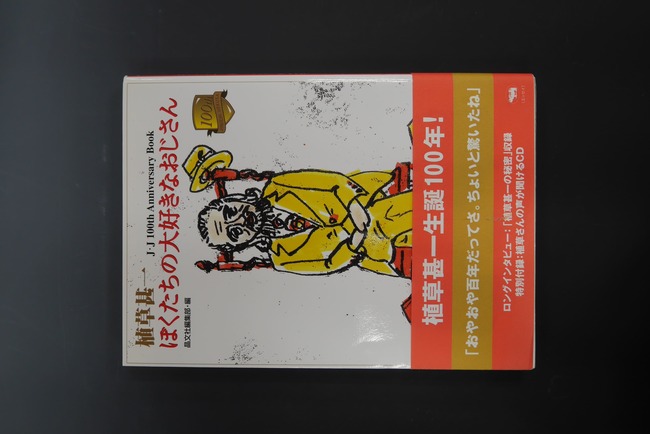 植草甚一
J・J 100th Anniversary Book
ぼくたちの大好きなおじさん
晶文社編集部・編
100th
植草甚一生誕100年!
「おやおや百年だってさ。ちょいと驚いたね」
ロングインタビュー:「植草甚一の秘密」収録
特別付録:植草さんの声が聞けるCD